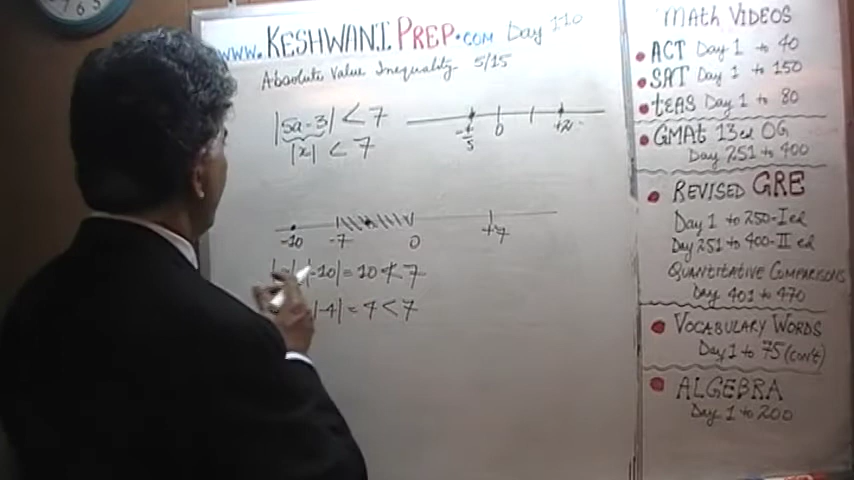 www.KESHWANI PREP.COM Day 110
Absolute Value Inequality 5/15
|5a-3| < 7
|x| < 7
-4/5 0 +2
-10 -7 0 +7
|-10| = 10 ≮ 7
|-4| = 4 < 7
MATH VIDEOS
ACT Day 1 to 40
SAT Day 1 to 150
tEAS Day 1 to 80
GMAt 13ed OG
Day 251 to 400
REVISED GRE
Day 1 to 250-I ed
Day 251 to 400-II ed
QUANTITATIVE COMPARISONS
Day 401 to 470
VOCABULARY WORDS
Day 1 to 75 (con't)
ALGEBRA
Day 1 to 200